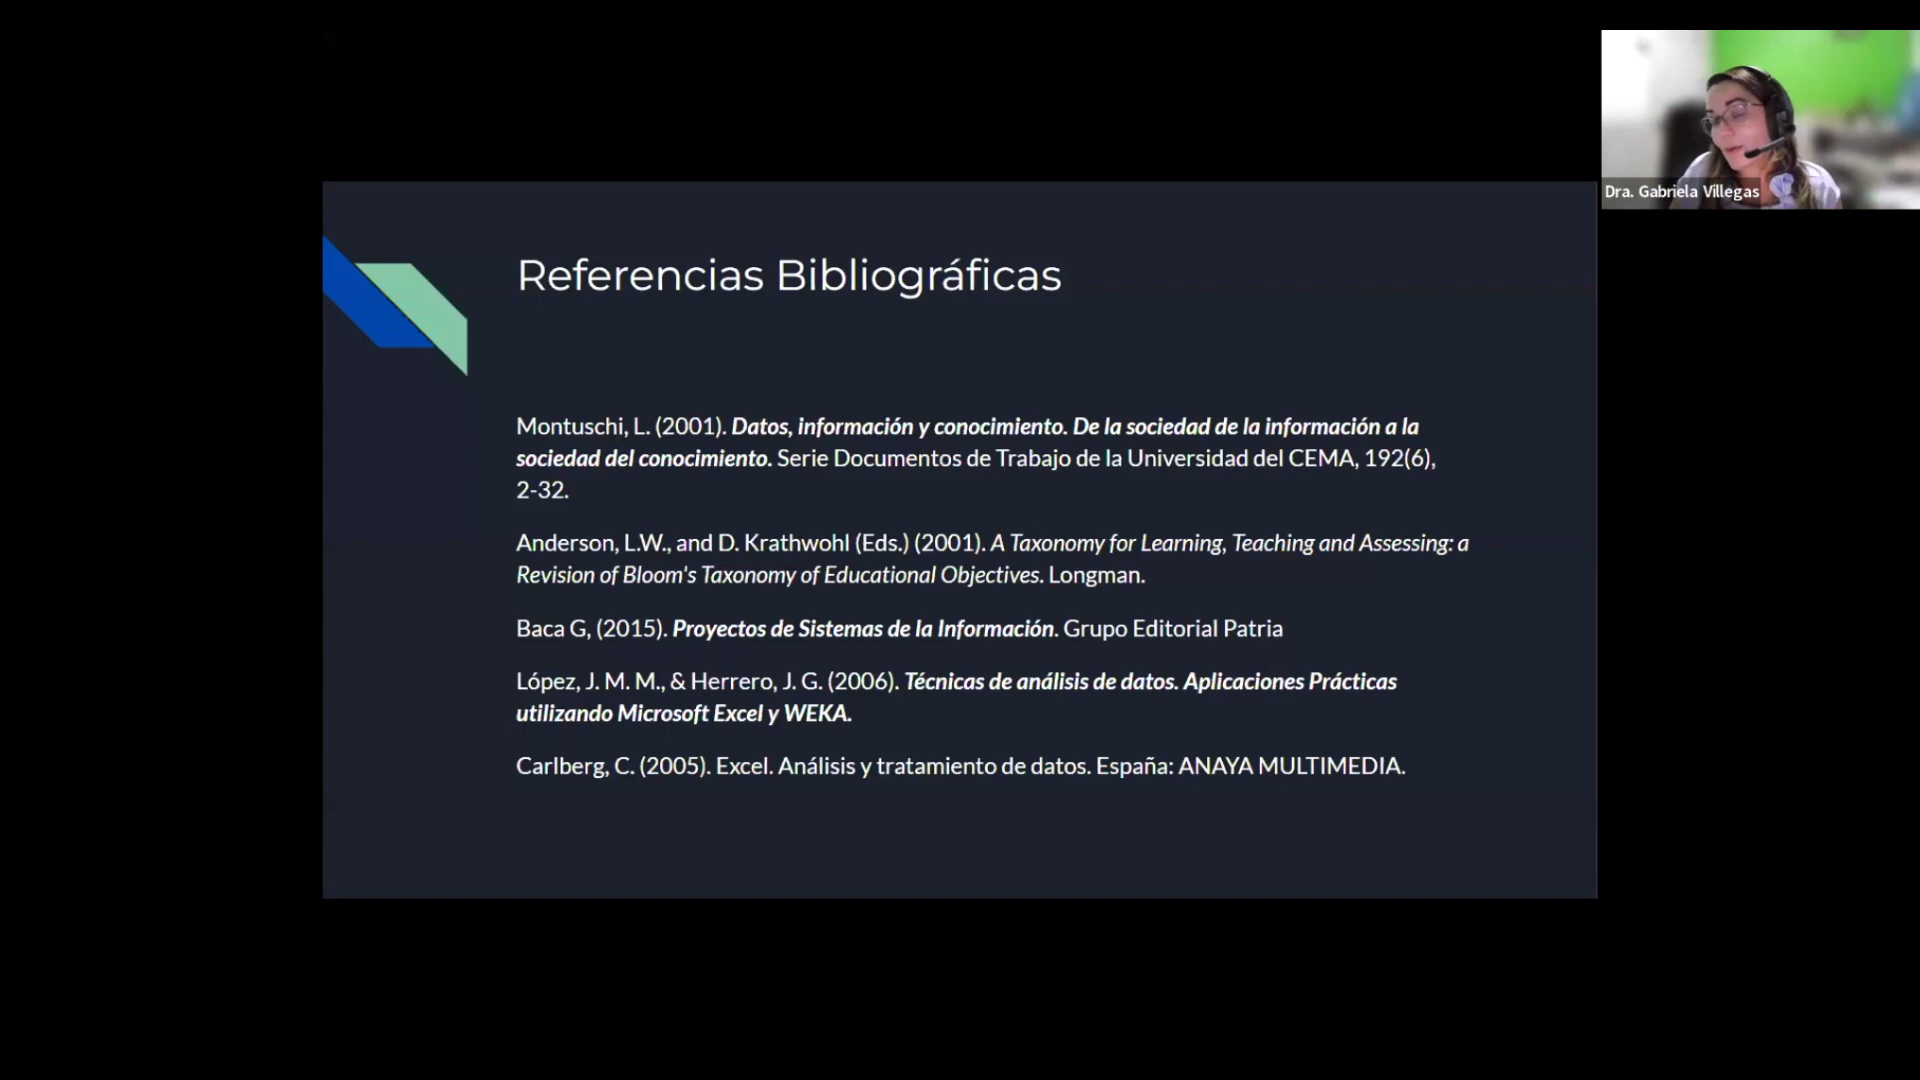 Dra. Gabriela Villegas
Referencias Bibliográficas
Montuschi, L. (2001). Datos, información y conocimiento. De la sociedad de la información a la
sociedad del conocimiento. Serie Documentos de Trabajo de la Universidad del CEMA, 192(6),
2-32.
Anderson, L.W., and D. Krathwohl (Eds.) (2001). A Taxonomy for Learning, Teaching and Assessing: a
Revision of Bloom's Taxonomy of Educational Objectives. Longman.
Baca G, (2015). Proyectos de Sistemas de la Información. Grupo Editorial Patria
López, J. M. M., & Herrero, J. G. (2006). Técnicas de análisis de datos. Aplicaciones Prácticas
utilizando Microsoft Excel y WEKA.
Carlberg, C. (2005). Excel. Análisis y tratamiento de datos. España: ANAYA MULTIMEDIA.